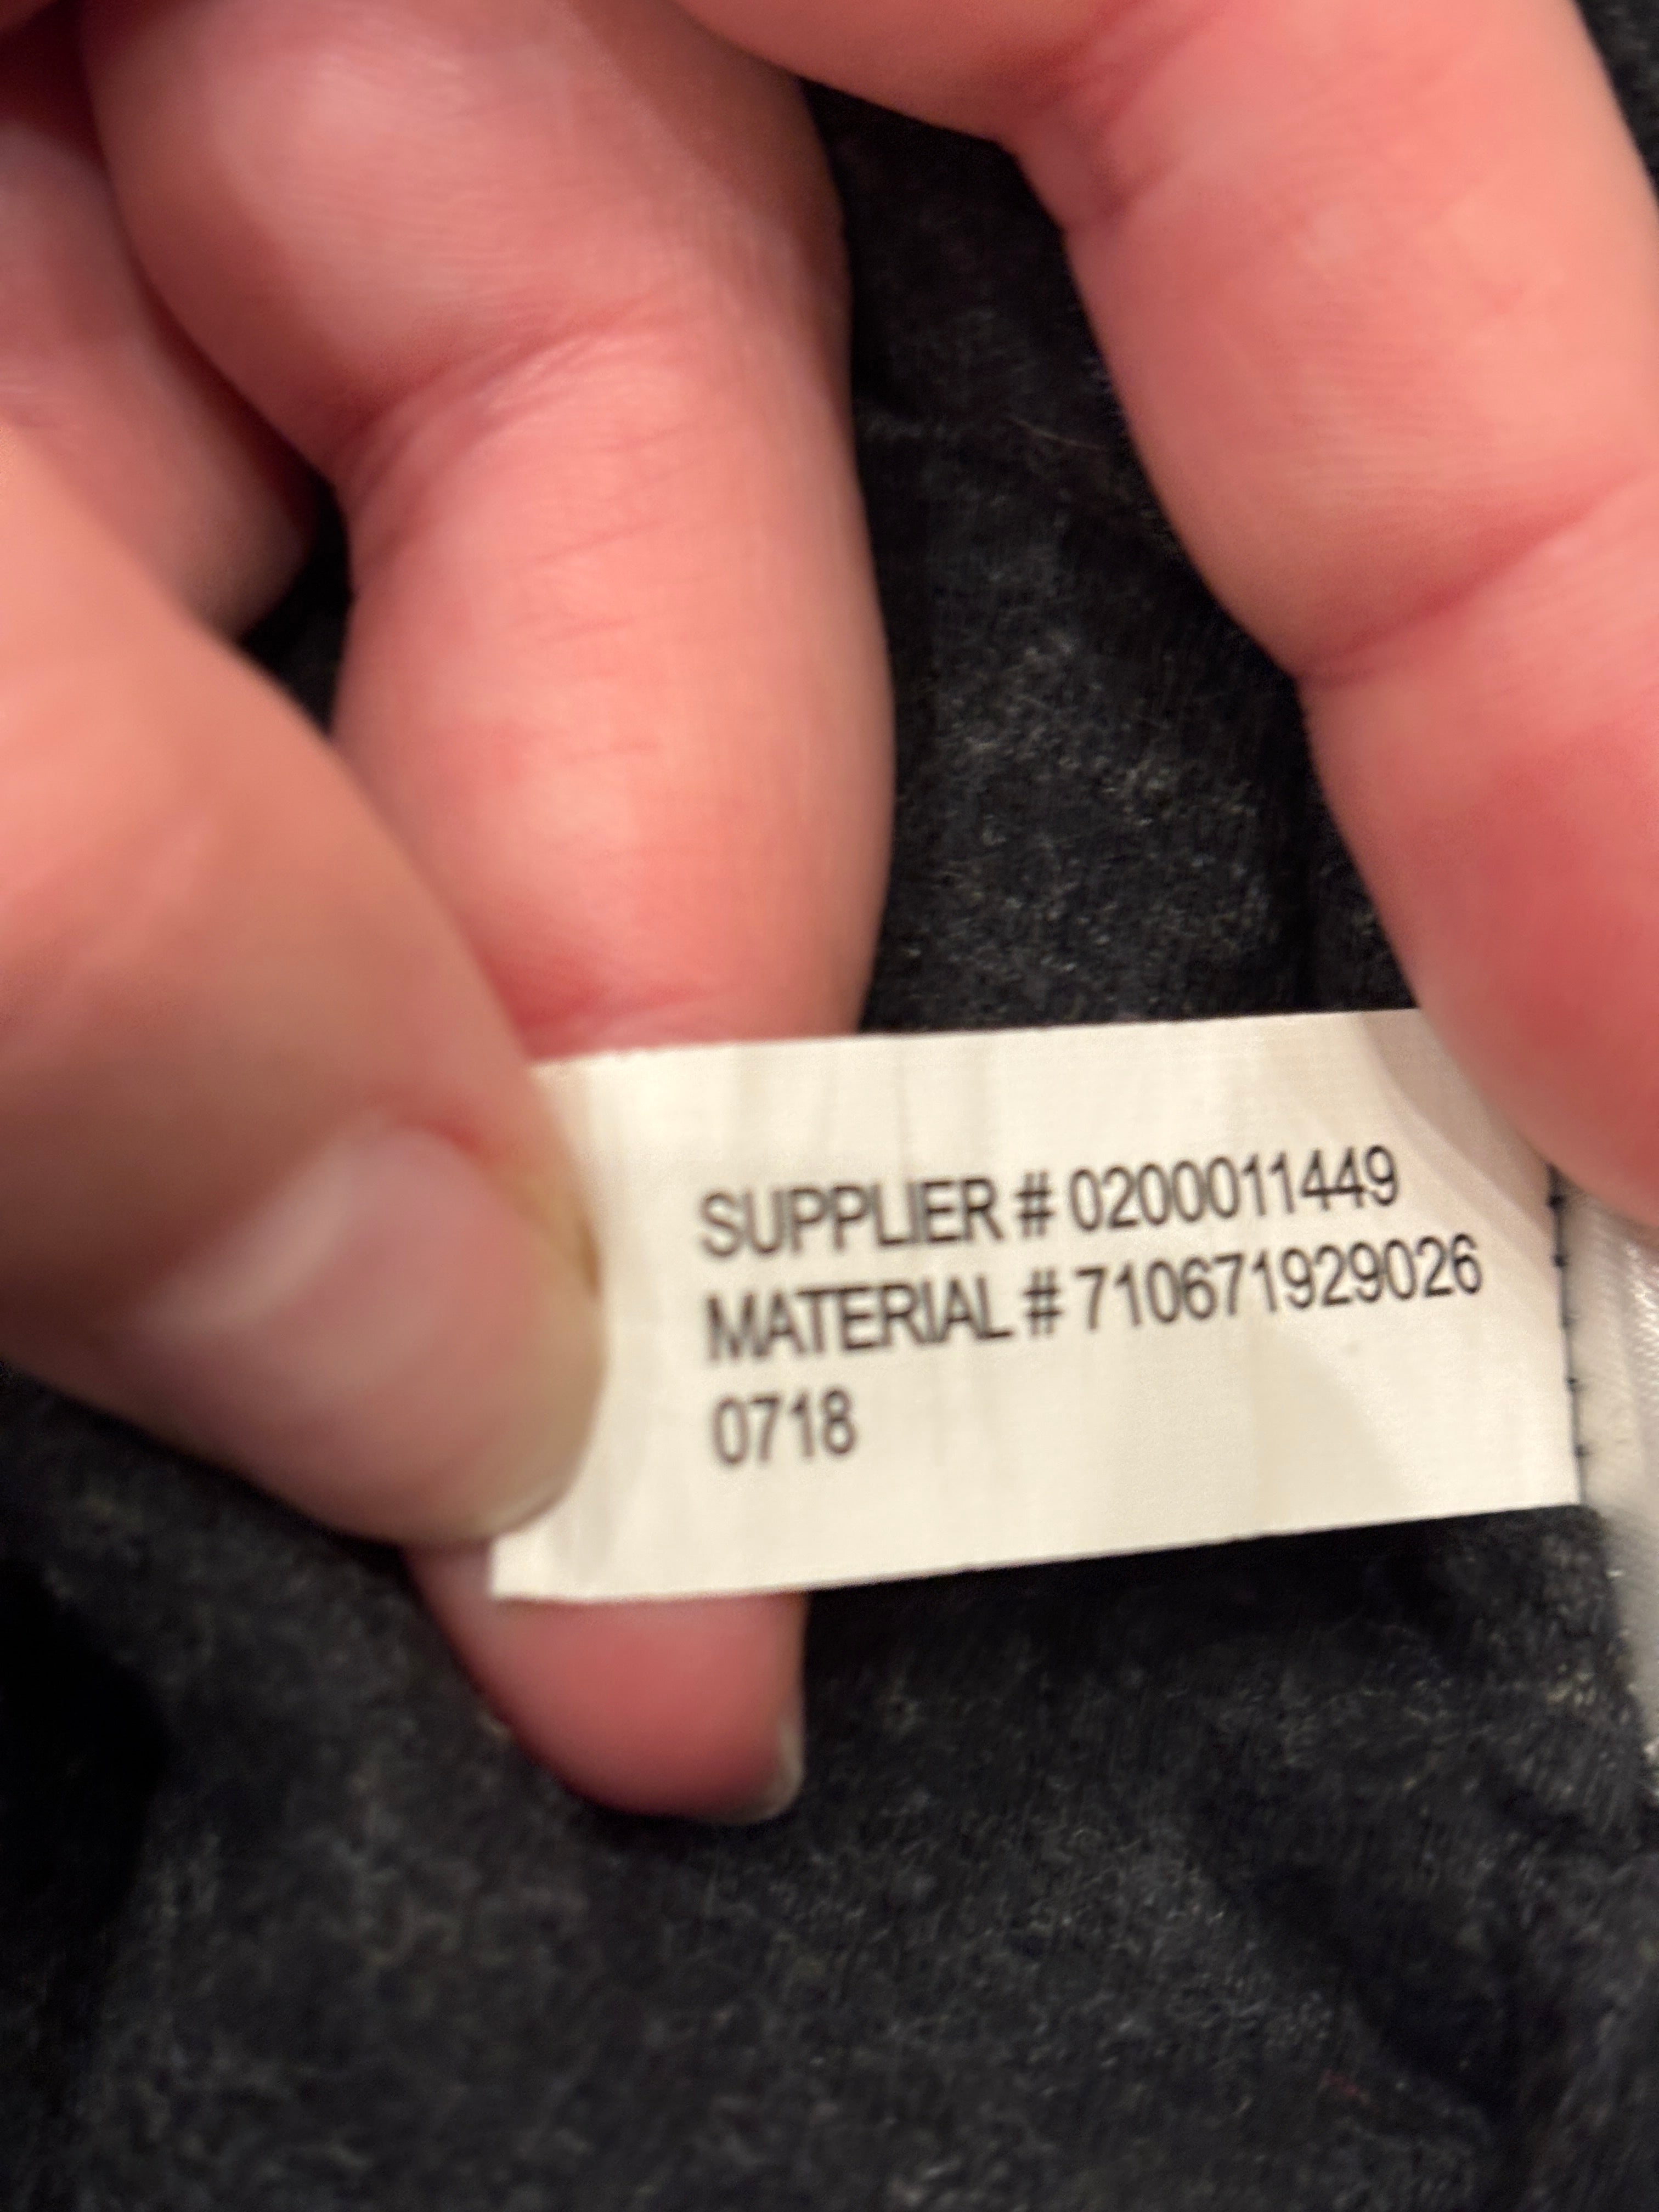 SUPPLIER # 0200011449
MATERIAL # 710671929026
0718